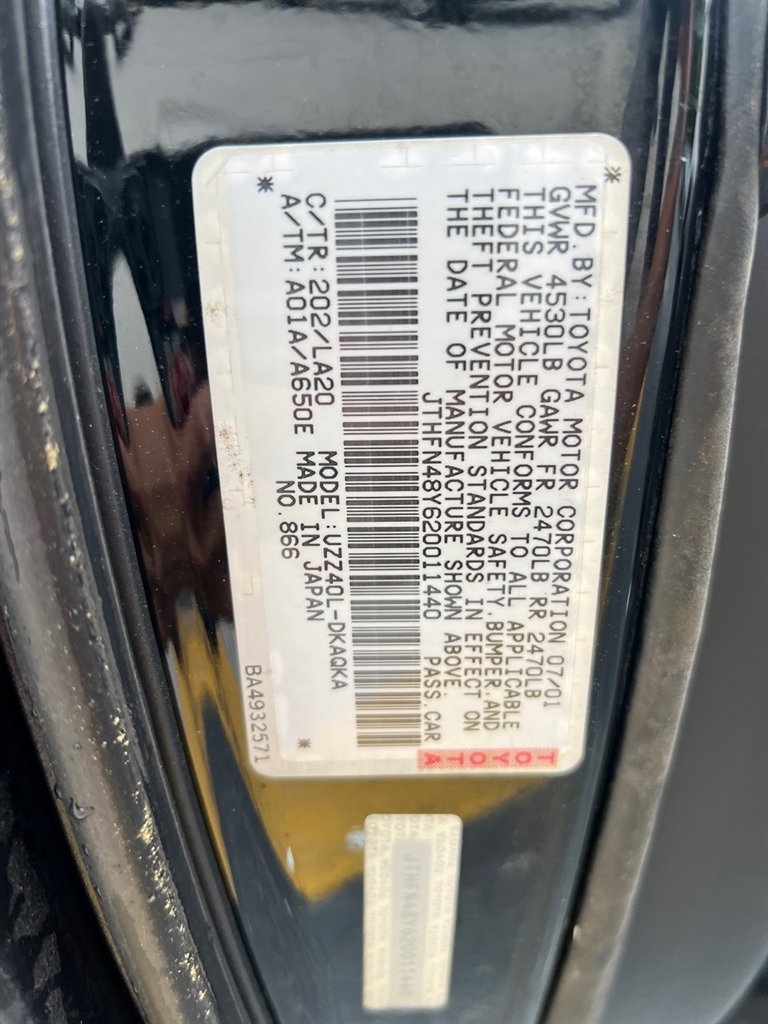 MFD. BY: TOYOTA MOTOR CORPORATION 07/01
GVWR 4530LB GAWR FR 2470LB RR 2470LB
THIS VEHICLE CONFORMS TO ALL APPLICABLE
FEDERAL MOTOR VEHICLE SAFETY, BUMPER, AND
THEFT PREVENTION STANDARDS IN EFFECT ON
THE DATE OF MANUFACTURE SHOWN ABOVE.
JTHFN48Y620011440 PASS. CAR
TOYOTA
C/TR: 202/LA20 MODEL: UZZ40L-DKAQKA
A/TM: A01A/A650E MADE IN JAPAN
NO. 866
BA4932571
JTHFN48Y620011440